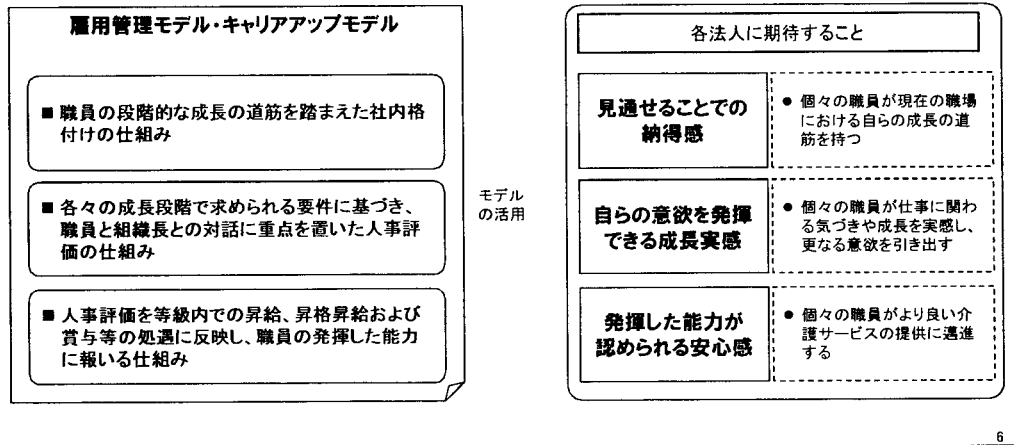 雇用管理モデル・キャリアアップモデル
■ 職員の段階的な成長の道筋を踏まえた社内格
付けの仕組み
■ 各々の成長段階で求められる要件に基づき、
職員と組織長との対話に重点を置いた人事評
価の仕組み
■ 人事評価を等級内での昇給、昇格昇給および
賞与等の処遇に反映し、職員の発揮した能力
に報いる仕組み
モデル
の活用
各法人に期待すること
見通せることでの
納得感
● 個々の職員が現在の職場
における自らの成長の道
筋を持つ
自らの意欲を発揮
できる成長実感
● 個々の職員が仕事に関わ
る気づきや成長を実感し、
更なる意欲を引き出す
発揮した能力が
認められる安心感
● 個々の職員がより良い介
護サービスの提供に邁進
する
6